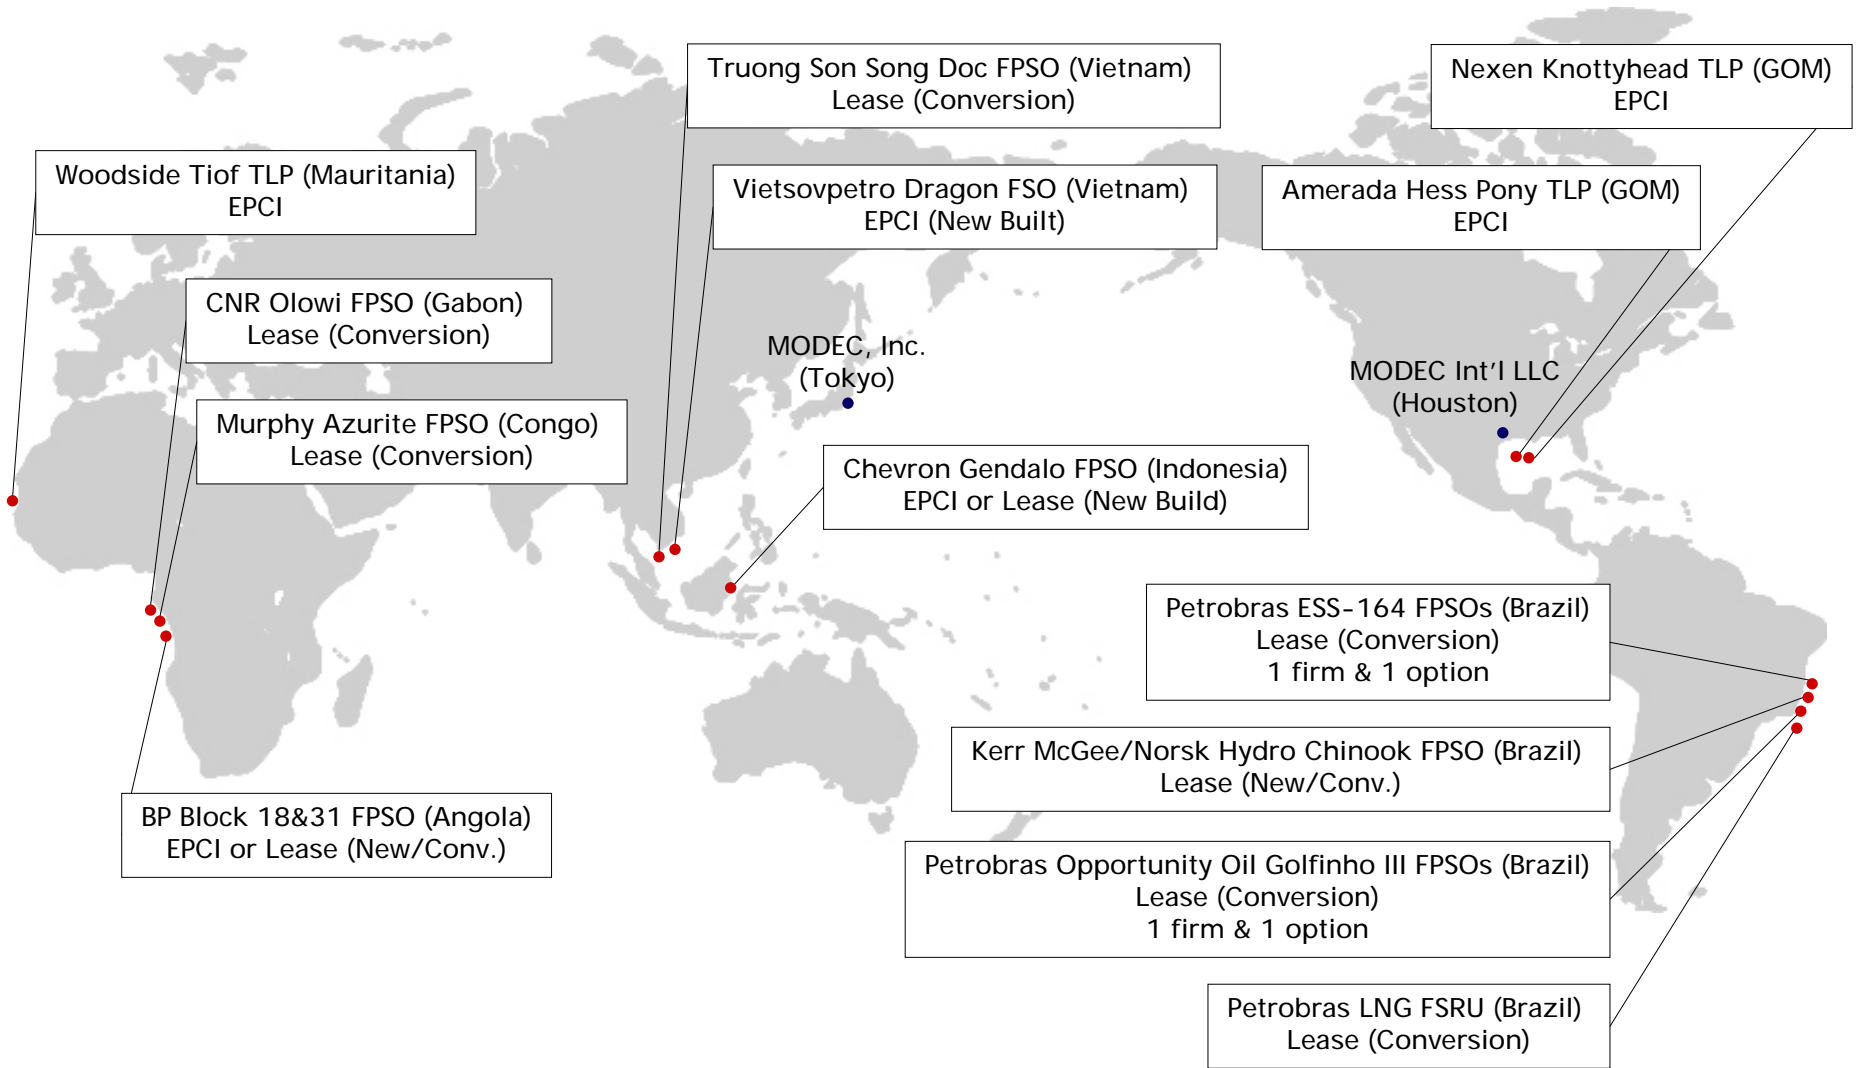 Truong Son Song Doc FPSO (Vietnam)
Lease (Conversion)
Nexen Knottyhead TLP (GOM)
EPCI
Woodside Tiof TLP (Mauritania)
EPCI
Vietsovpetro Dragon FSO (Vietnam)
EPCI (New Built)
Amerada Hess Pony TLP (GOM)
EPCI
CNR Olowi FPSO (Gabon)
Lease (Conversion)
MODEC, Inc.
(Tokyo)
MODEC Int'l LLC
(Houston)
Murphy Azurite FPSO (Congo)
Lease (Conversion)
Chevron Gendalo FPSO (Indonesia)
EPCI or Lease (New Build)
Petrobras ESS-164 FPSOs (Brazil)
Lease (Conversion)
1 firm & 1 option
Kerr McGee/Norsk Hydro Chinook FPSO (Brazil)
Lease (New/Conv.)
BP Block 18&31 FPSO (Angola)
EPCI or Lease (New/Conv.)
Petrobras Opportunity Oil Golfinho III FPSOs (Brazil)
Lease (Conversion)
1 firm & 1 option
Petrobras LNG FSRU (Brazil)
Lease (Conversion)